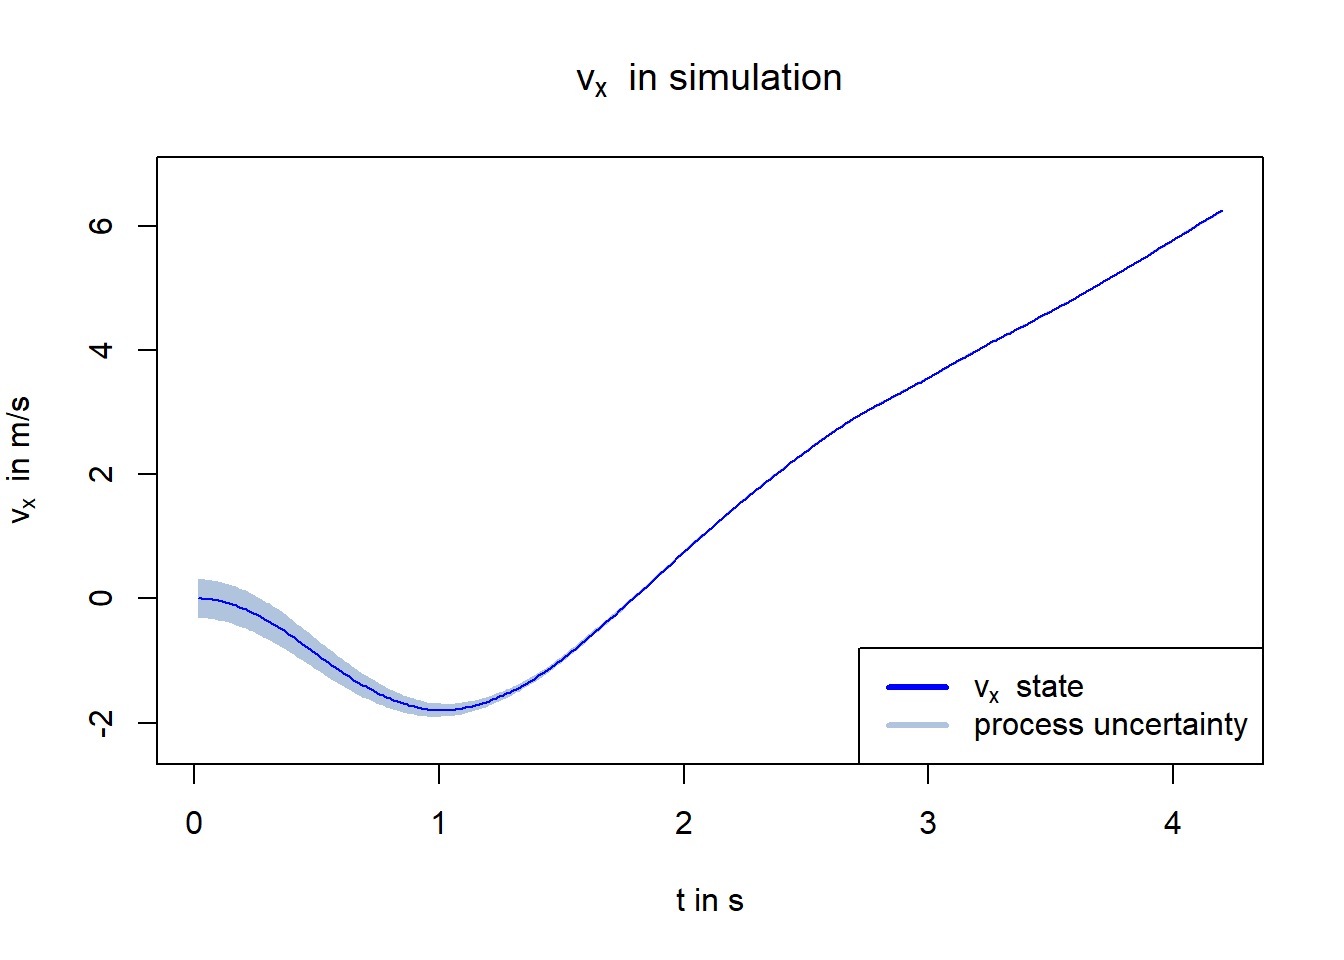 vₓ in simulation
vₓ in m/s
6
4
2
0
-2
0 1 2 3 4
t in s
vₓ state
process uncertainty